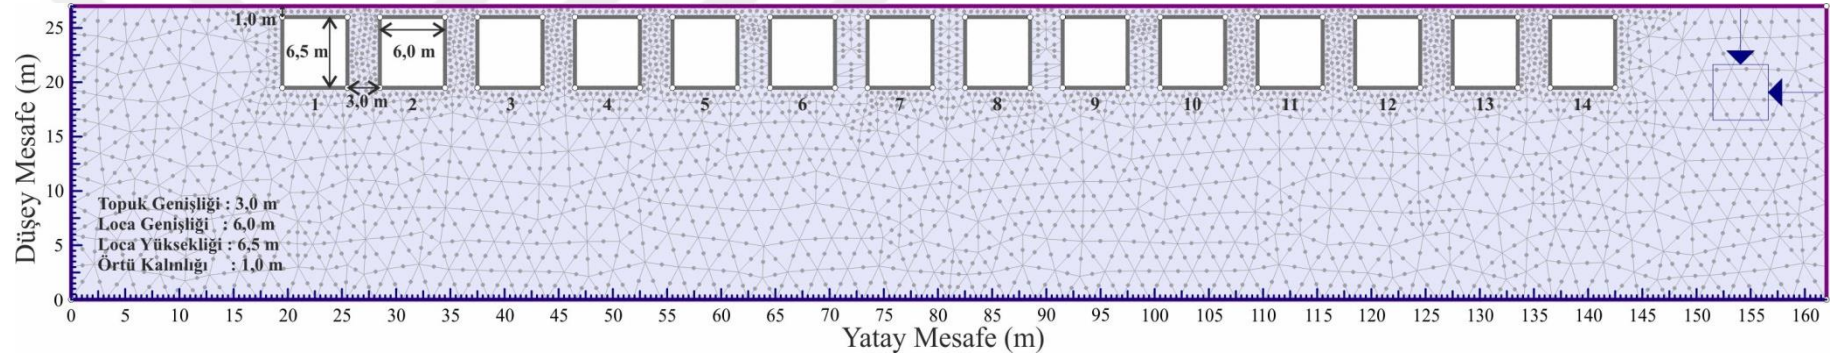 Düşey Mesafe (m)
25
20
15
10
5
0
1,0 m
6,5 m
6,0 m
3,0 m
1 2 3 4 5 6 7 8 9 10 11 12 13 14
Topuk Genişliği : 3,0 m
Loca Genişliği : 6,0 m
Loca Yüksekliği : 6,5 m
Örtü Kalınlığı : 1,0 m
0 5 10 15 20 25 30 35 40 45 50 55 60 65 70 75 80 85 90 95 100 105 110 115 120 125 130 135 140 145 150 155 160
Yatay Mesafe (m)